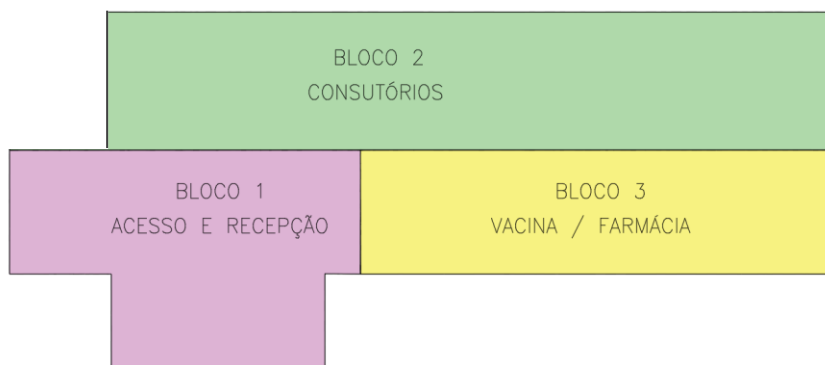 BLOCO 2
CONSUTÓRIOS
BLOCO 1
ACESSO E RECEPÇÃO
BLOCO 3
VACINA / FARMÁCIA